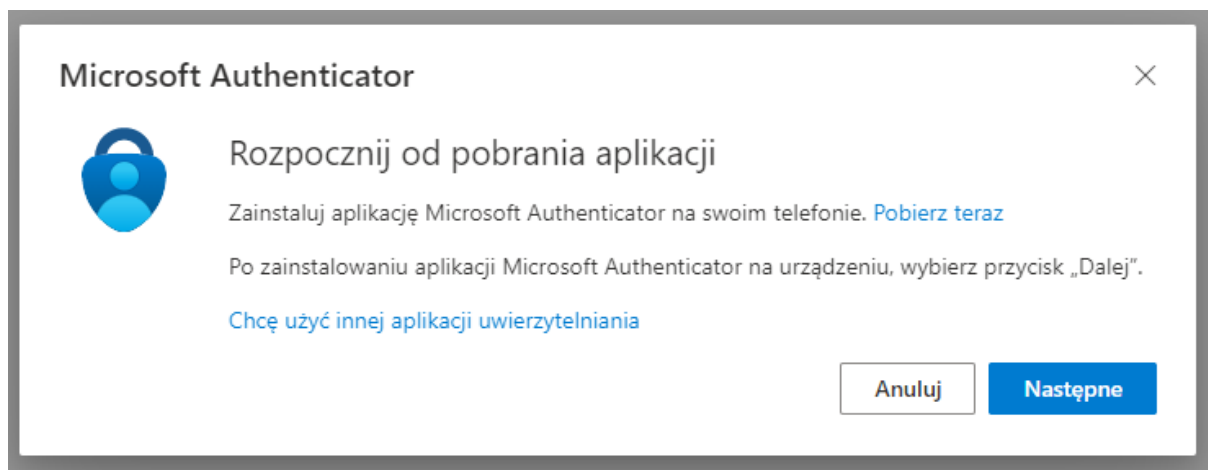 Microsoft Authenticator
Rozpocznij od pobrania aplikacji
Zainstaluj aplikację Microsoft Authenticator na swoim telefonie. Pobierz teraz
Po zainstalowaniu aplikacji Microsoft Authenticator na urządzeniu, wybierz przycisk „Dalej”.
Chcę użyć innej aplikacji uwierzytelniania
Anuluj Następne